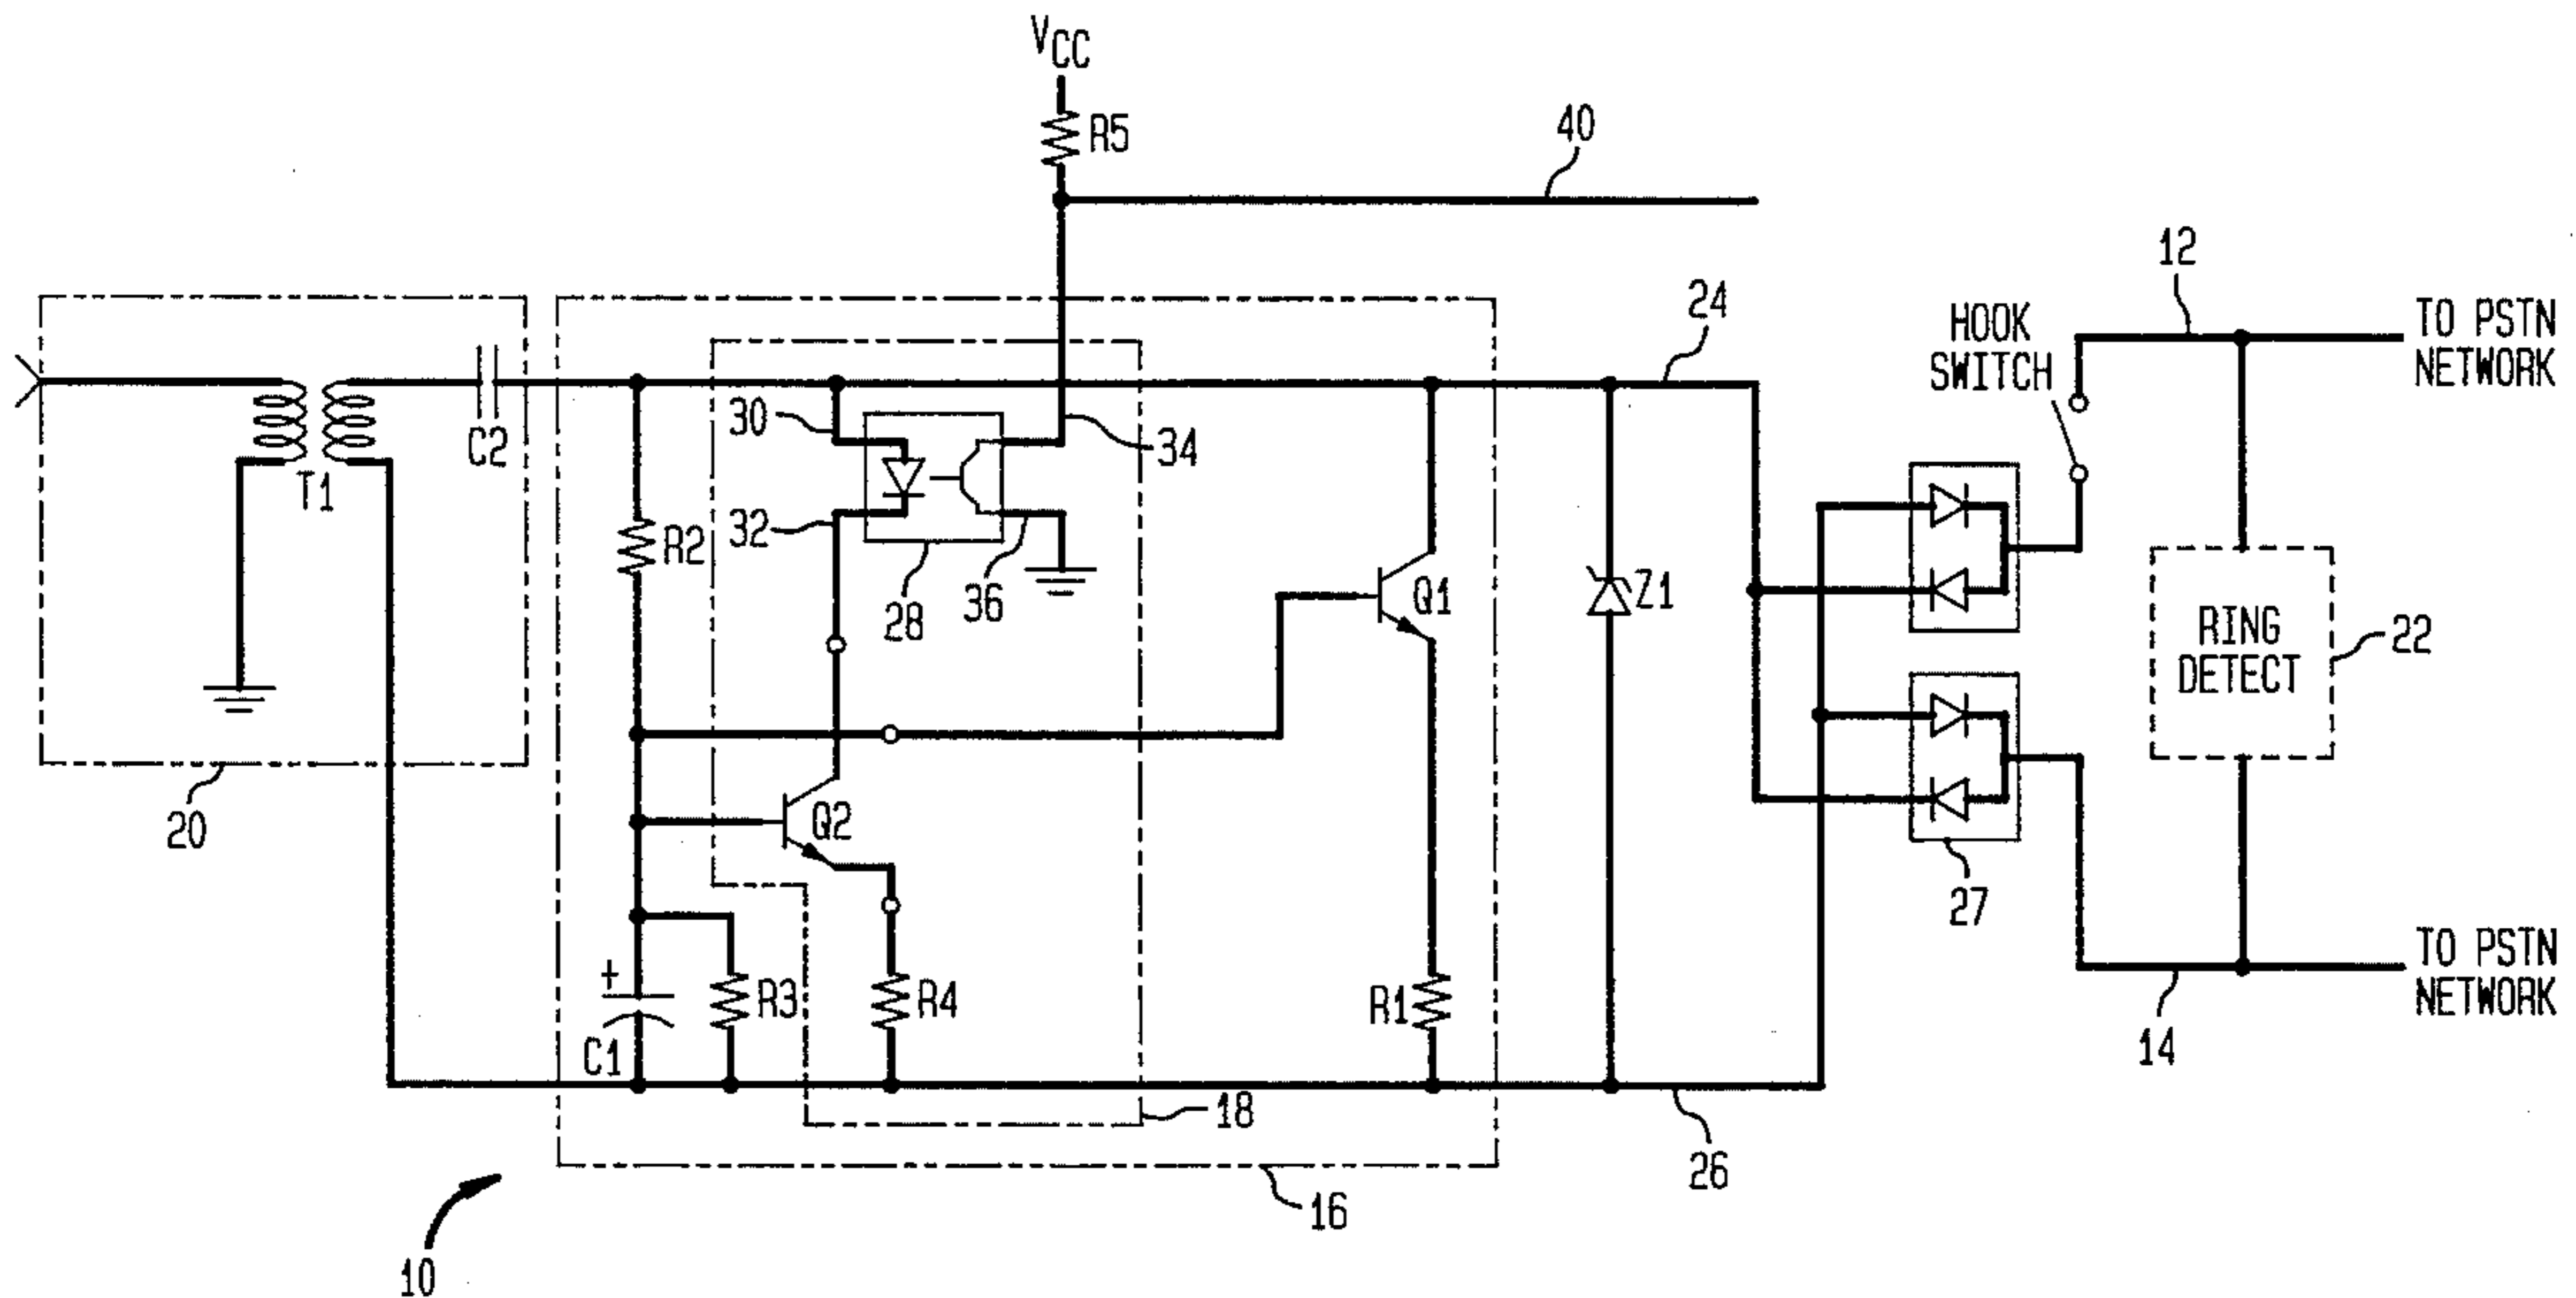 VCC
R5
40
12
24
HOOK
SWITCH
TO PSTN
NETWORK
30
34
C2
T1
32
R2
28
36
Q1
Z1
RING
DETECT
22
20
Q2
27
+
R3
R4
R1
C1
TO PSTN
NETWORK
14
18
26
16
10